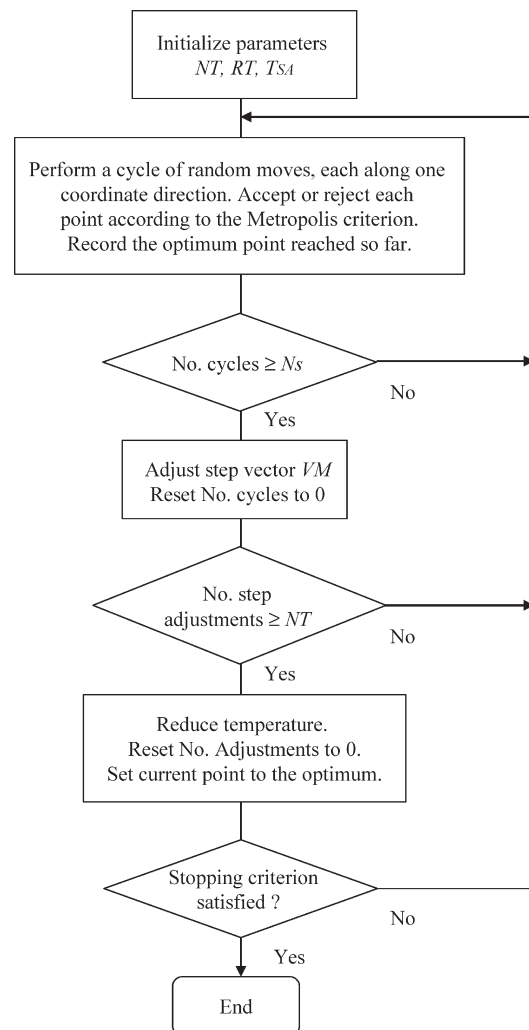 Initialize parameters
NT, RT, TSA
Perform a cycle of random moves, each along one
coordinate direction. Accept or reject each
point according to the Metropolis criterion.
Record the optimum point reached so far.
No. cycles ≥ Ns
No
Yes
Adjust step vector VM
Reset No. cycles to 0
No. step
adjustments ≥ NT
No
Yes
Reduce temperature.
Reset No. Adjustments to 0.
Set current point to the optimum.
Stopping criterion
satisfied ?
No
Yes
End